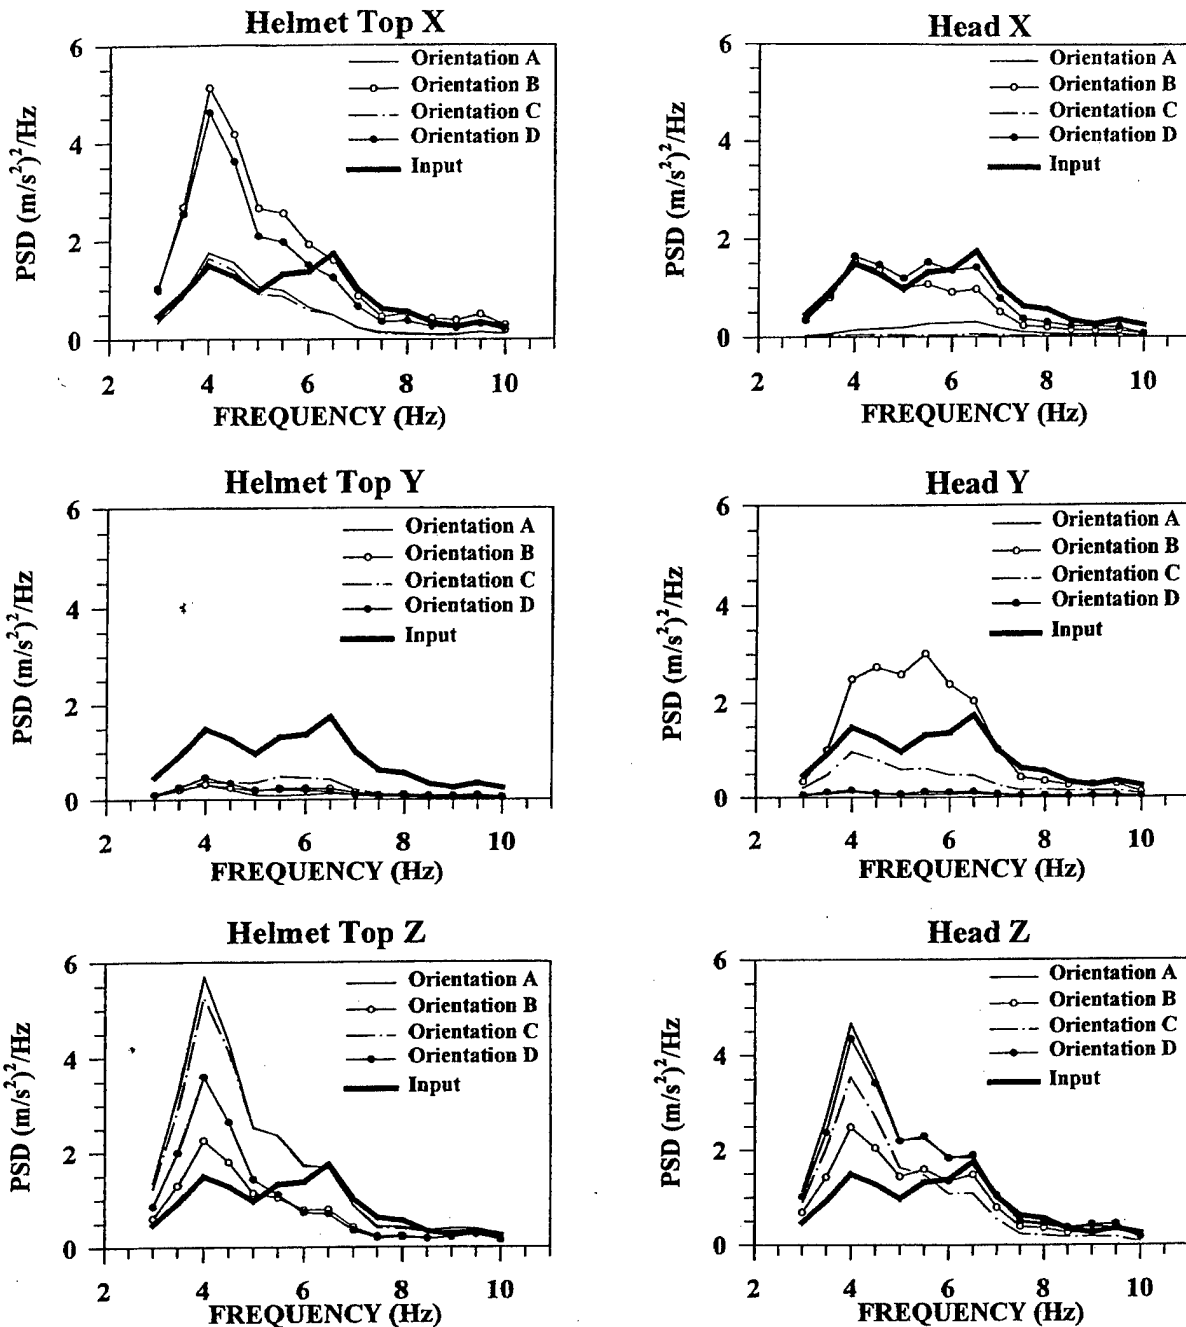 Helmet Top X
6
4
2
0
2 4 6 8 10
PSD (m/s²)²/Hz
FREQUENCY (Hz)
Orientation A
Orientation B
Orientation C
Orientation D
Input
Head X
6
4
2
0
2 4 6 8 10
PSD (m/s²)²/Hz
FREQUENCY (Hz)
Orientation A
Orientation B
Orientation C
Orientation D
Input
Helmet Top Y
6
4
2
0
2 4 6 8 10
PSD (m/s²)²/Hz
FREQUENCY (Hz)
Orientation A
Orientation B
Orientation C
Orientation D
Input
Head Y
6
4
2
0
2 4 6 8 10
PSD (m/s²)²/Hz
FREQUENCY (Hz)
Orientation A
Orientation B
Orientation C
Orientation D
Input
Helmet Top Z
6
4
2
0
2 4 6 8 10
PSD (m/s²)²/Hz
FREQUENCY (Hz)
Orientation A
Orientation B
Orientation C
Orientation D
Input
Head Z
6
4
2
0
2 4 6 8 10
PSD (m/s²)²/Hz
FREQUENCY (Hz)
Orientation A
Orientation B
Orientation C
Orientation D
Input